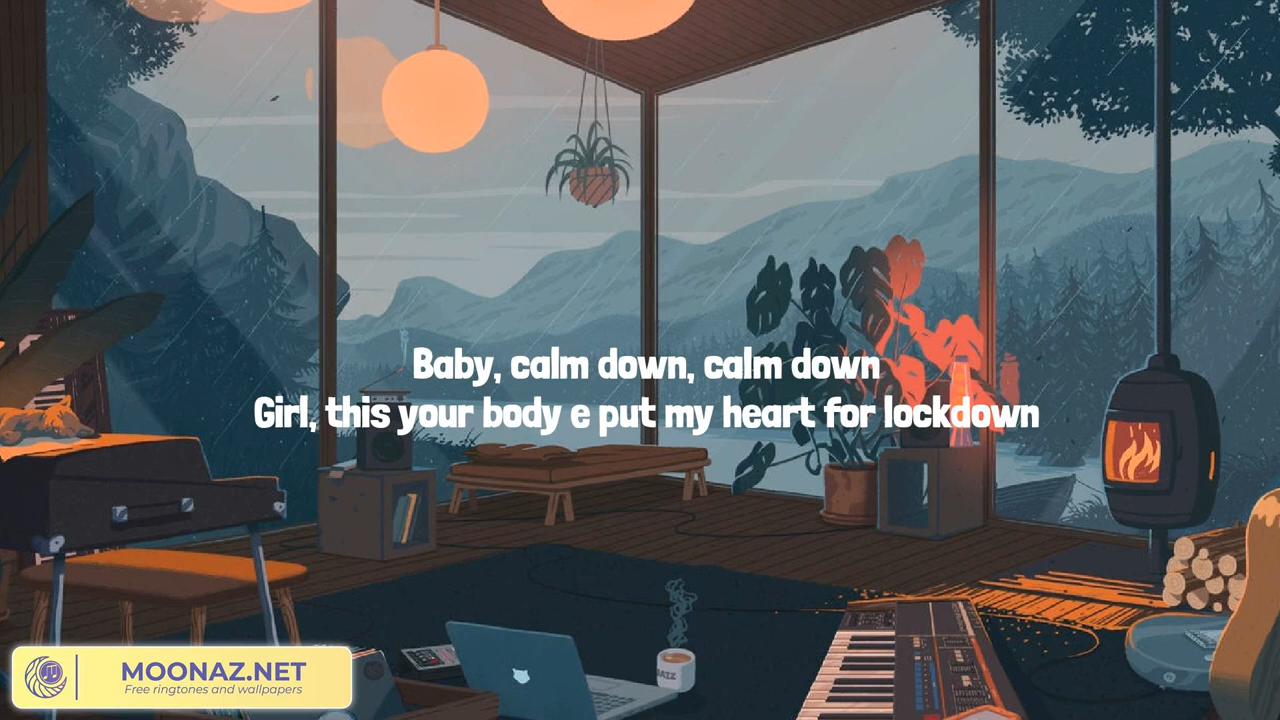 Baby, calm down, calm down
Girl, this your body e put my heart for lockdown
MOONAZ.NET
Free ringtones and wallpapers